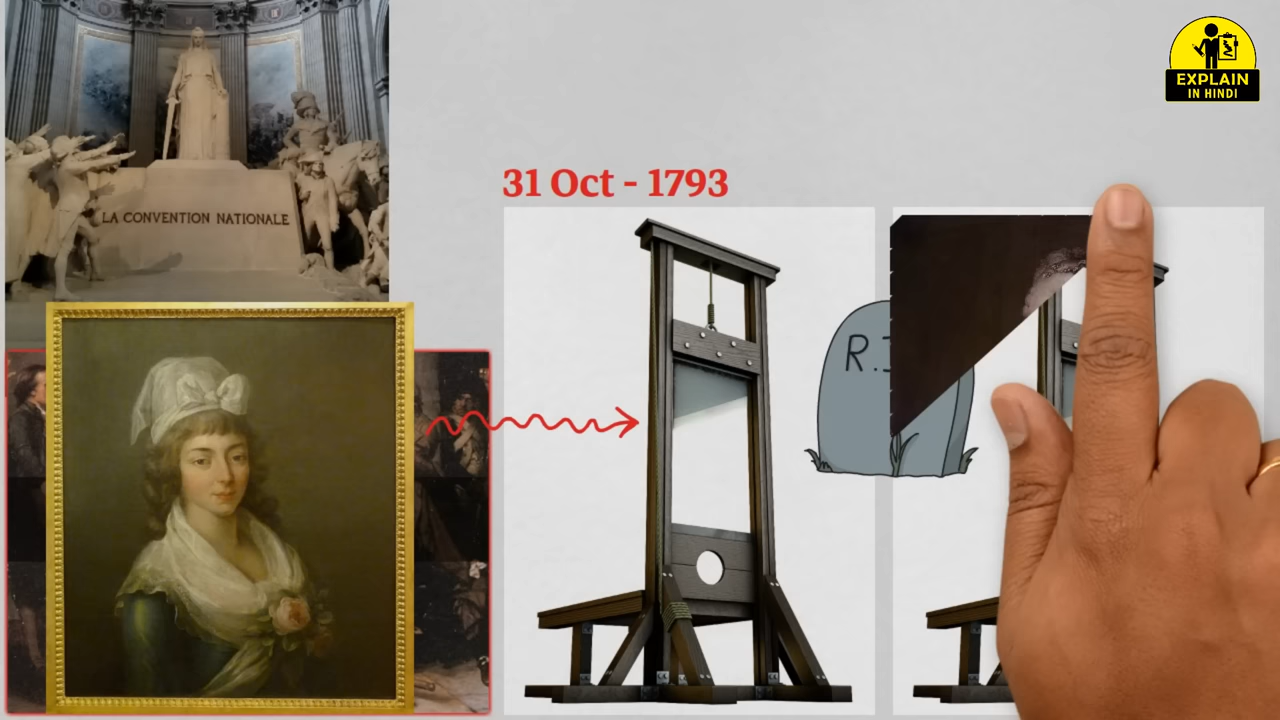 EXPLAIN
IN HINDI
31 Oct - 1793
LA CONVENTION NATIONALE